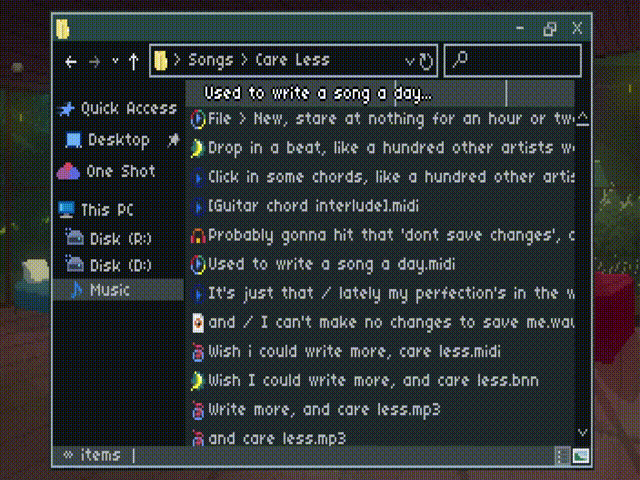 Songs > Care Less
Used to write a song a day...
Quick Access
File > New, stare at nothing for an hour or
Desktop
Drop in a beat, like a hundred other artists
One Shot
Click in some chords, like a hundred other
This PC
[Guitar chord interlude].midi
Disk (R:)
Probably gonna hit that 'dont save changes',
Disk (D:)
Used to write a song a day.midi
Music
It's just that / lately my perfection's in the
and / I can't make no changes to save me.wav
Wish i could write more, care less.midi
Wish I could write more, and care less.bnn
Write more, and care less.mp3
and care less.mp3
∞ items |